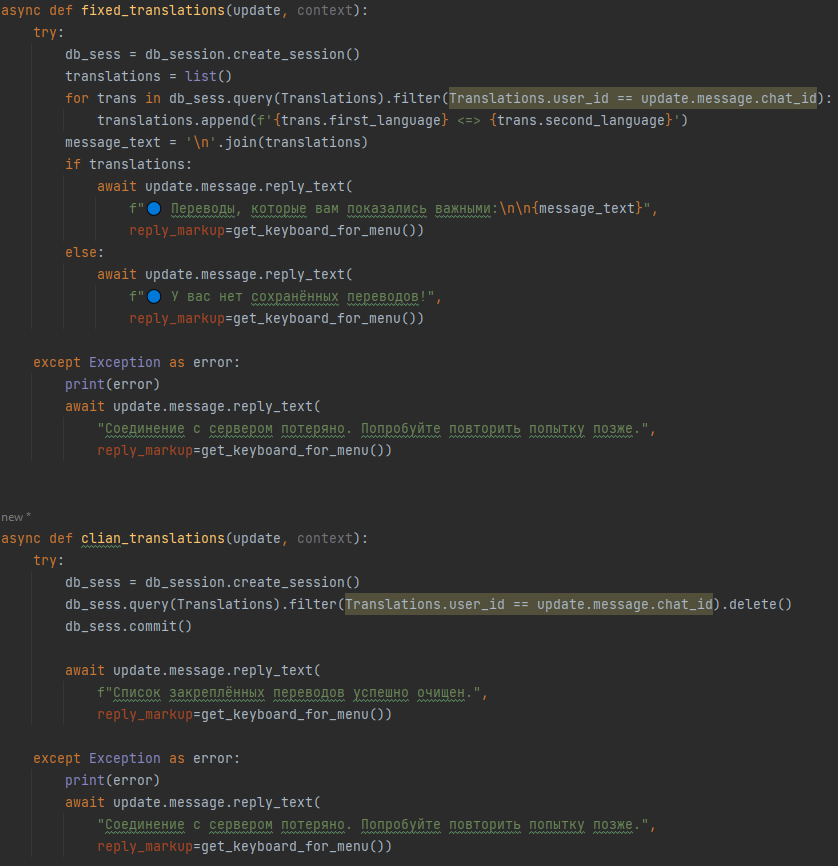 async def fixed_translations(update, context):
    try:
        db_sess = db_session.create_session()
        translations = list()
        for trans in db_sess.query(Translations).filter(Translations.user_id == update.message.chat_id):
            translations.append(f'{trans.first_language} <=> {trans.second_language}')
        message_text = '\n'.join(translations)
        if translations:
            await update.message.reply_text(
                f"🔵 Переводы, которые вам показались важными:\n\n{message_text}",
                reply_markup=get_keyboard_for_menu())
        else:
            await update.message.reply_text(
                f"🔵 У вас нет сохранённых переводов!",
                reply_markup=get_keyboard_for_menu())

    except Exception as error:
        print(error)
        await update.message.reply_text(
            "Соединение с сервером потеряно. Попробуйте повторить попытку позже.",
            reply_markup=get_keyboard_for_menu())

new *
async def clian_translations(update, context):
    try:
        db_sess = db_session.create_session()
        db_sess.query(Translations).filter(Translations.user_id == update.message.chat_id).delete()
        db_sess.commit()

        await update.message.reply_text(
            f"Список закреплённых переводов успешно очищен.",
            reply_markup=get_keyboard_for_menu())

    except Exception as error:
        print(error)
        await update.message.reply_text(
            "Соединение с сервером потеряно. Попробуйте повторить попытку позже.",
            reply_markup=get_keyboard_for_menu())